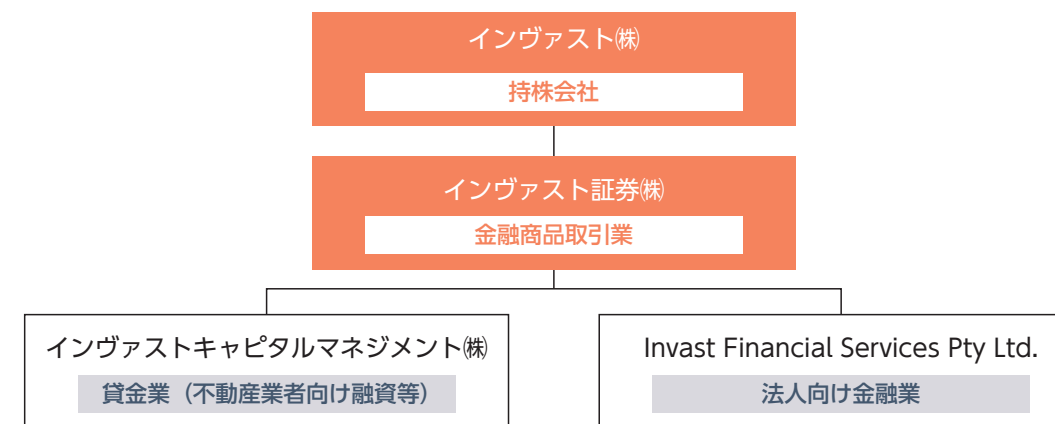 インヴァスト㈱
持株会社
インヴァスト証券㈱
金融商品取引業
インヴァストキャピタルマネジメント㈱
貸金業（不動産業者向け融資等）
Invast Financial Services Pty Ltd.
法人向け金融業